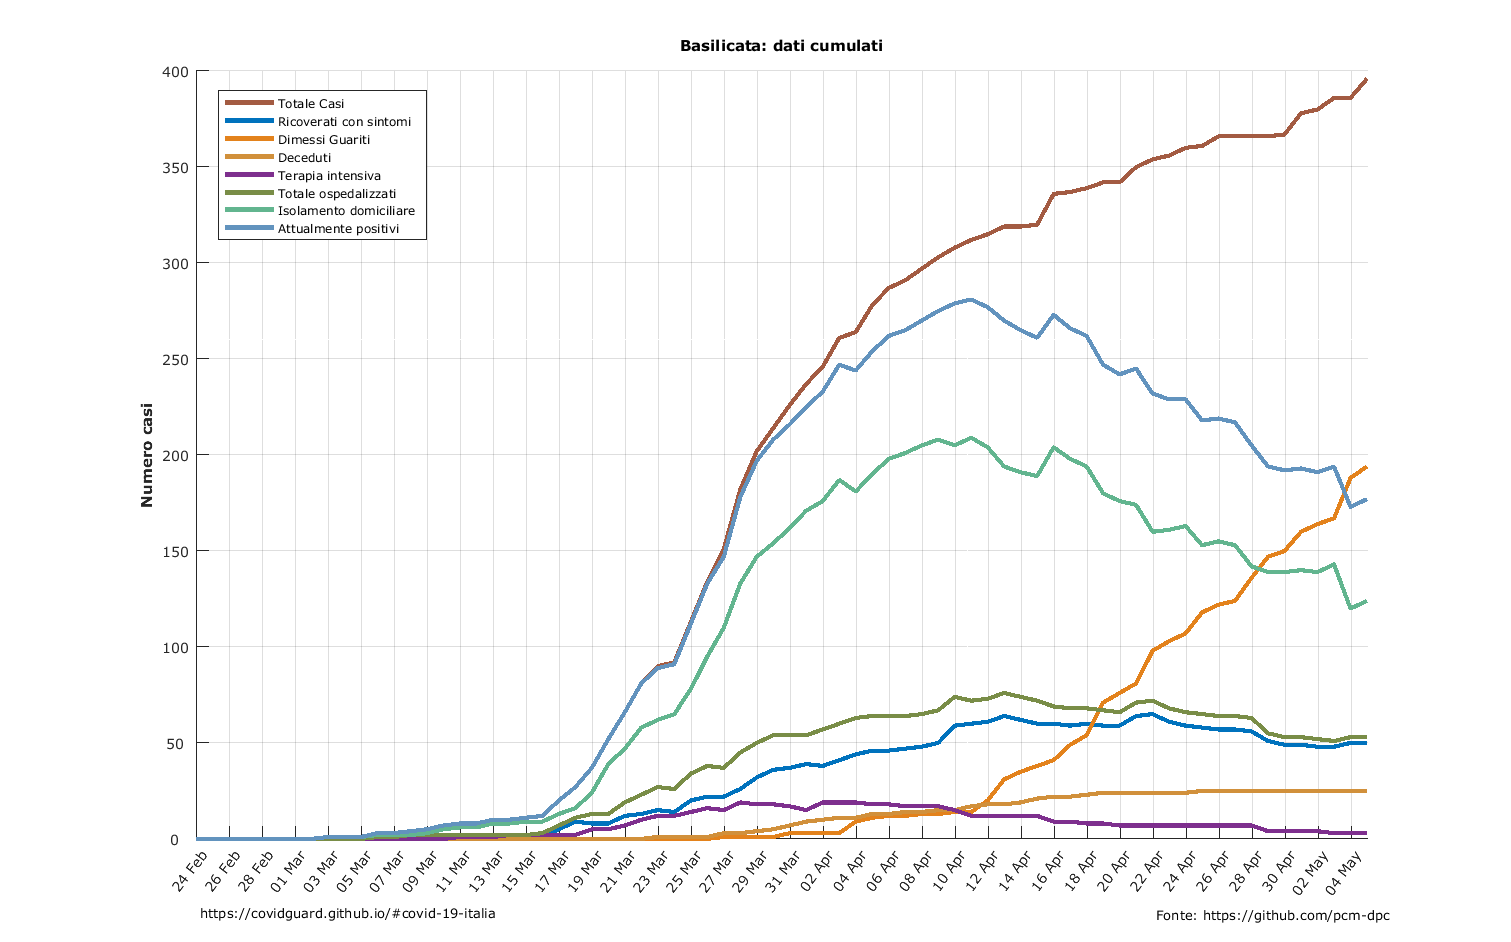 Basilicata: dati cumulati
400
350
300
250
200
150
100
50
0
Numero casi
Totale Casi
Ricoverati con sintomi
Dimessi Guariti
Deceduti
Terapia intensiva
Totale ospedalizzati
Isolamento domiciliare
Attualmente positivi
24 Feb
26 Feb
28 Feb
01 Mar
03 Mar
05 Mar
07 Mar
09 Mar
11 Mar
13 Mar
15 Mar
17 Mar
19 Mar
21 Mar
23 Mar
25 Mar
27 Mar
29 Mar
31 Mar
02 Apr
04 Apr
06 Apr
08 Apr
10 Apr
12 Apr
14 Apr
16 Apr
18 Apr
20 Apr
22 Apr
24 Apr
26 Apr
28 Apr
30 Apr
02 May
04 May
https://covidguard.github.io/#covid-19-italia
Fonte: https://github.com/pcm-dpc